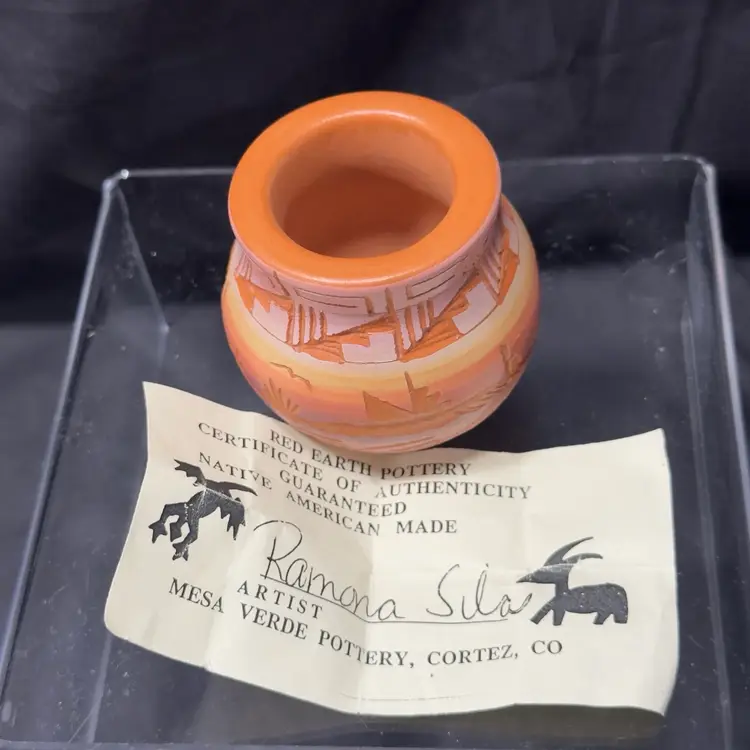 RED EARTH POTTERY
CERTIFICATE OF AUTHENTICITY
GUARANTEED
NATIVE AMERICAN MADE
Ramona Silas
ARTIST
MESA VERDE POTTERY, CORTEZ, CO